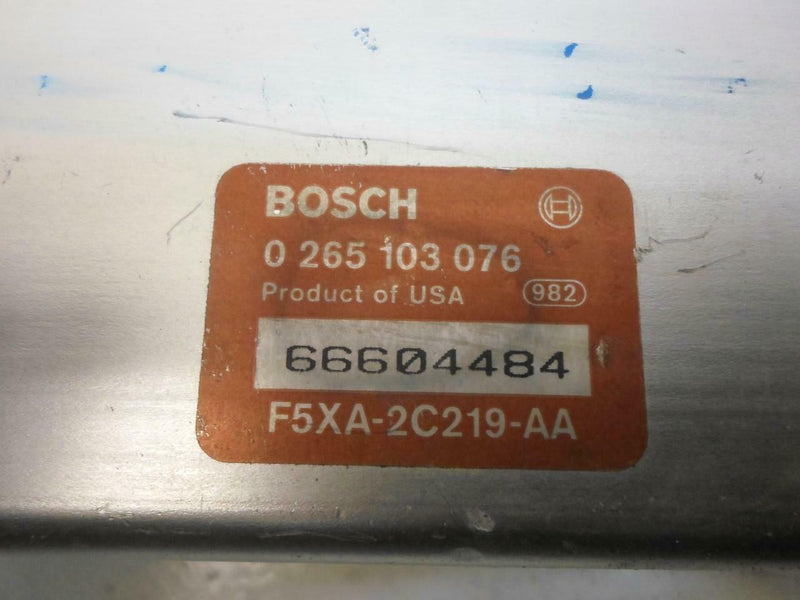 BOSCH
0 265 103 076
Product of USA 982
66604484
F5XA-2C219-AA